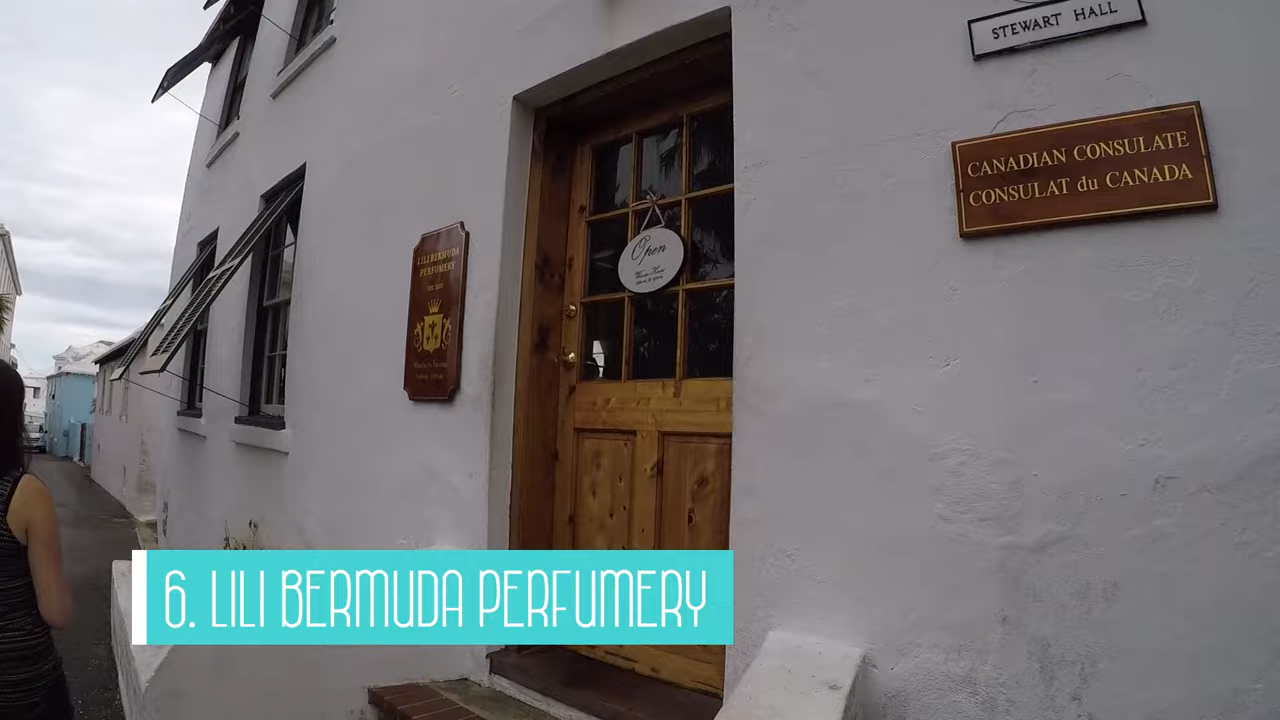 STEWART HALL
CANADIAN CONSULATE
CONSULAT du CANADA
Open
LILI BERMUDA
PERFUMERY
6. LILI BERMUDA PERFUMERY